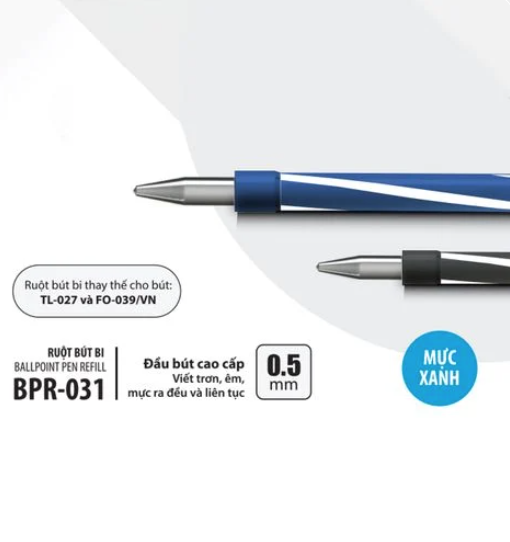 Ruột bút bi thay thế cho bút:
TL-027 và FO-039/VN
RUỘT BÚT BI
BALLPOINT PEN REFILL
BPR-031
Đầu bút cao cấp
Viết trơn, êm,
mực ra đều và liên tục
0.5
mm
MỰC
XANH